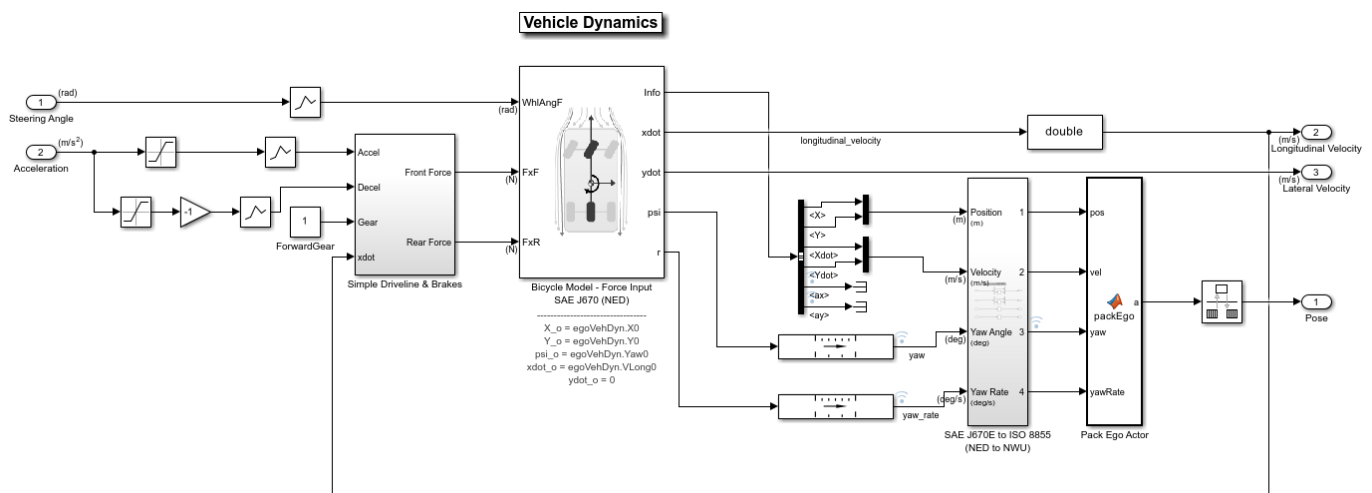 Vehicle Dynamics
1
(rad)
Steering Angle
2
(m/s²)
Acceleration
-1
1
ForwardGear
Accel
Decel
Gear
xdot
Front Force
Rear Force
Simple Driveline & Brakes
WhlAngF
(rad)
FxF
(N)
FxR
(N)
Info
xdot
ydot
psi
r
Bicycle Model - Force Input
SAE J670 (NED)
--------------------------------
X_o = egoVehDyn.X0
Y_o = egoVehDyn.Y0
psi_o = egoVehDyn.Yaw0
xdot_o = egoVehDyn.VLong0
ydot_o = 0
longitudinal_velocity
double
<X>
<Y>
<Xdot>
<Ydot>
<ax>
<ay>
yaw
yaw_rate
(m)
(m/s)
(deg)
(deg/s)
Position
(m)
Velocity
(m/s)
Yaw Angle
(deg)
Yaw Rate
(deg/s)
1
2
3
4
SAE J670E to ISO 8855
(NED to NWU)
pos
vel
yaw
yawRate
packEgo
a
Pack Ego Actor
2
(m/s)
Longitudinal Velocity
3
(m/s)
Lateral Velocity
1
Pose